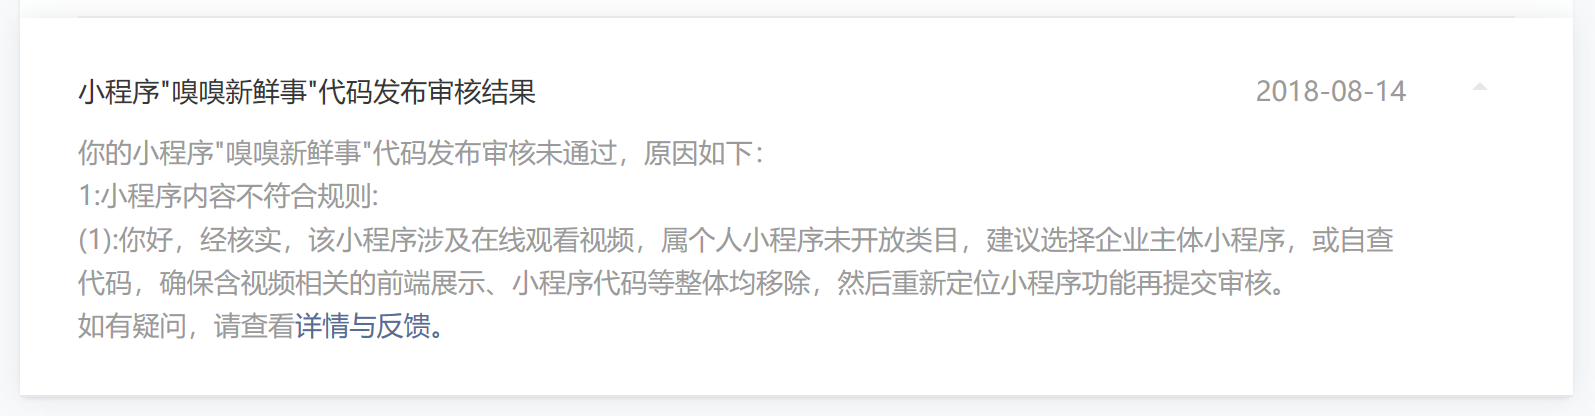 小程序"嗅嗅新鲜事"代码发布审核结果
2018-08-14
你的小程序"嗅嗅新鲜事"代码发布审核未通过，原因如下：
1:小程序内容不符合规则:
(1):你好，经核实，该小程序涉及在线观看视频，属个人小程序未开放类目，建议选择企业主体小程序，或自查
代码，确保含视频相关的前端展示、小程序代码等整体均移除，然后重新定位小程序功能再提交审核。
如有疑问，请查看详情与反馈。